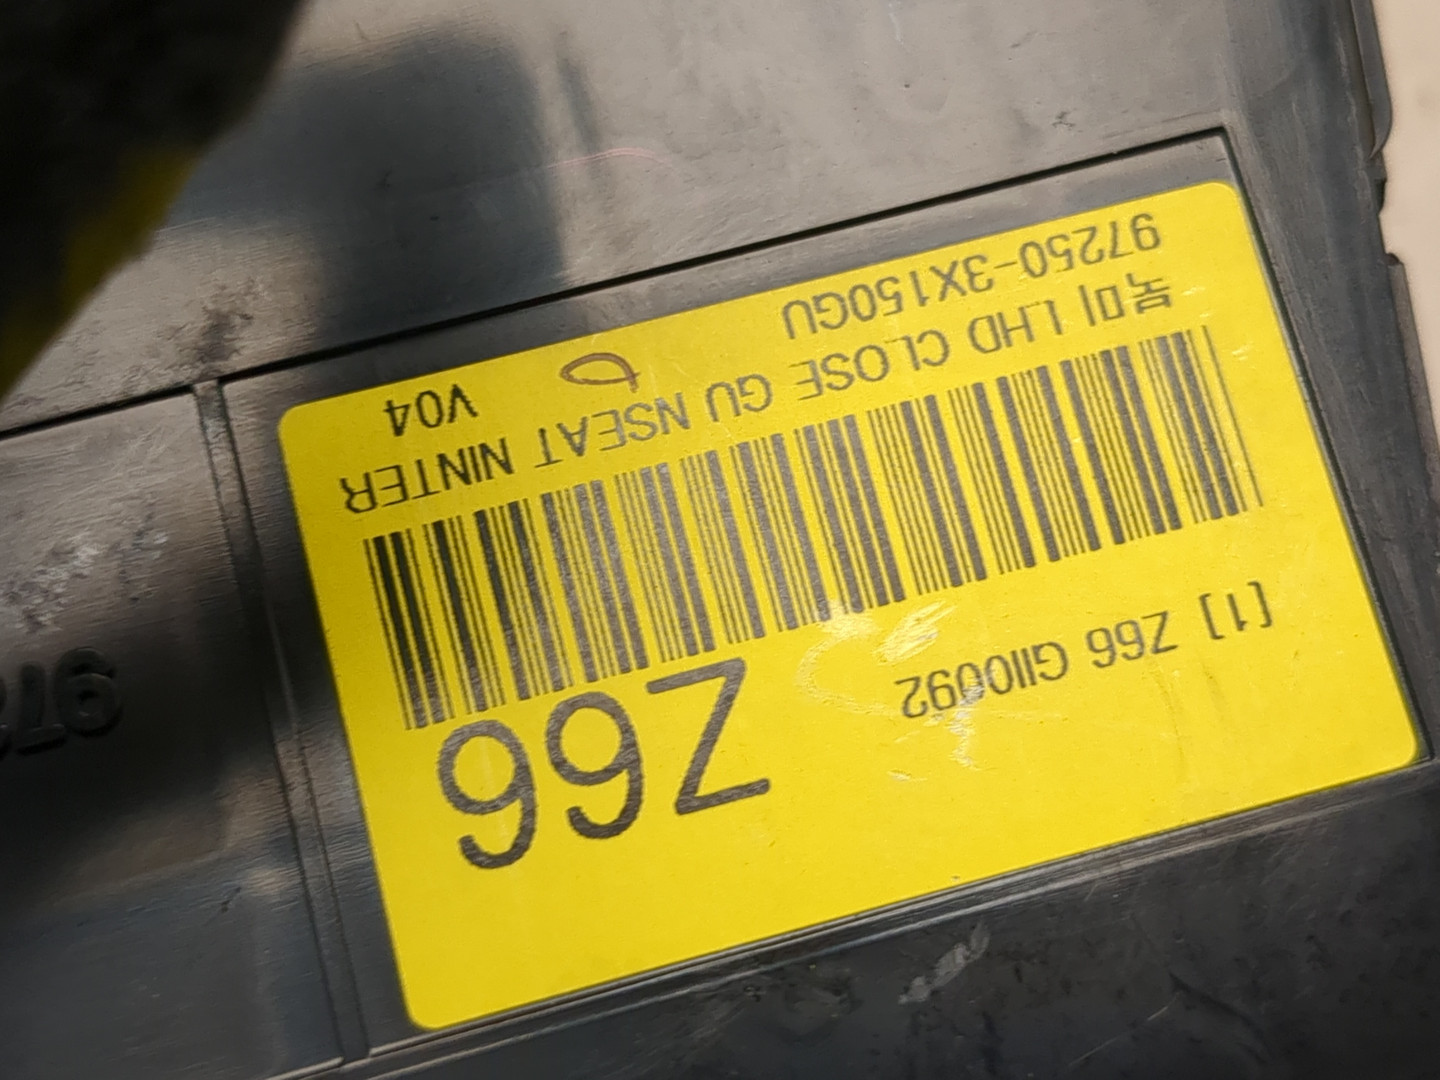 97250-3X150GU
V04
북미 LHD CLOSE GU NSEAT NINTER
[1] Z66 GII0092
Z66